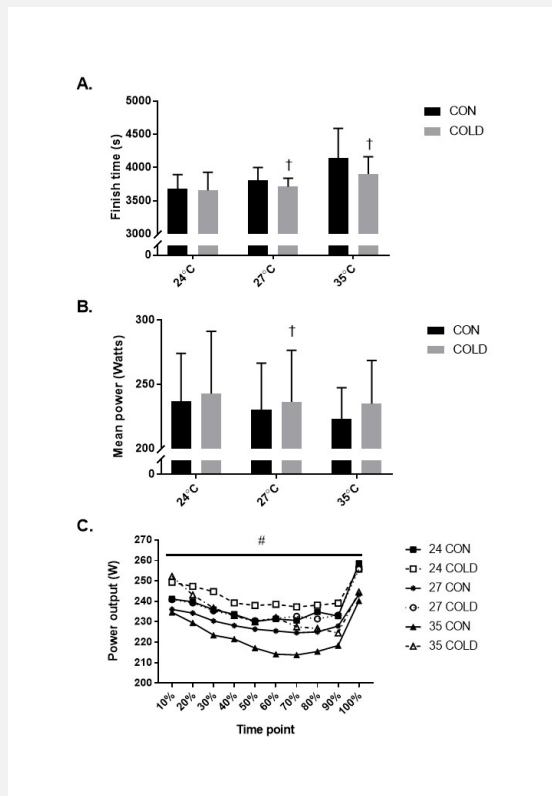 A.
Finish time (s)
5000
4500
4000
3500
3000
0
†
†
24°C
27°C
35°C
CON
COLD
B.
Mean power (Watts)
300
250
200
0
†
24°C
27°C
35°C
CON
COLD
C.
Power output (W)
270
260
250
240
230
220
210
200
#
10%
20%
30%
40%
50%
60%
70%
80%
90%
100%
Time point
24 CON
24 COLD
27 CON
27 COLD
35 CON
35 COLD